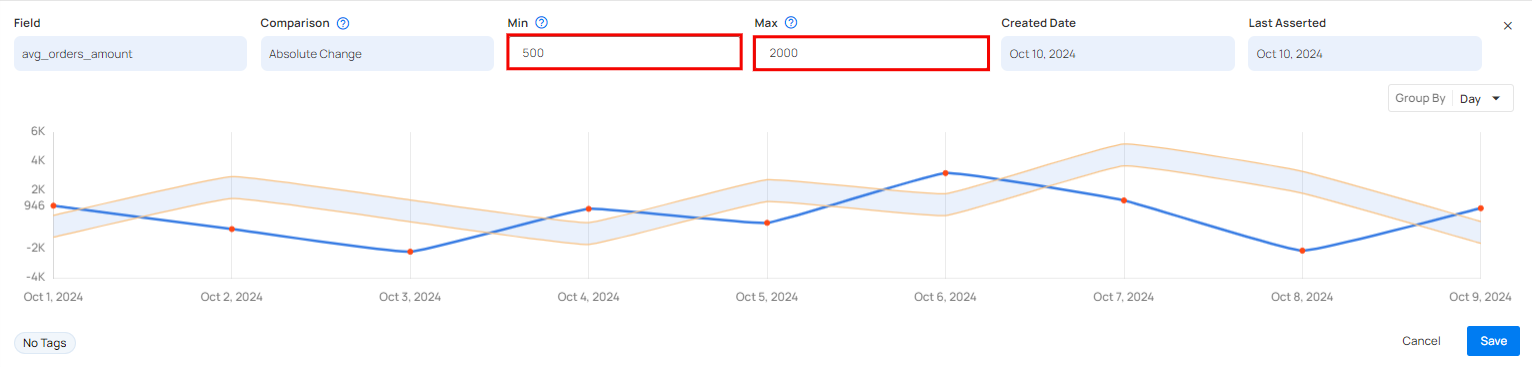 Field Comparison Min Max Created Date Last Asserted
avg_orders_amount Absolute Change 500 2000 Oct 10, 2024 Oct 10, 2024
Group By Day
6K
4K
2K
946
-2K
-4K
Oct 1, 2024 Oct 2, 2024 Oct 3, 2024 Oct 4, 2024 Oct 5, 2024 Oct 6, 2024 Oct 7, 2024 Oct 8, 2024 Oct 9, 2024
No Tags Cancel Save